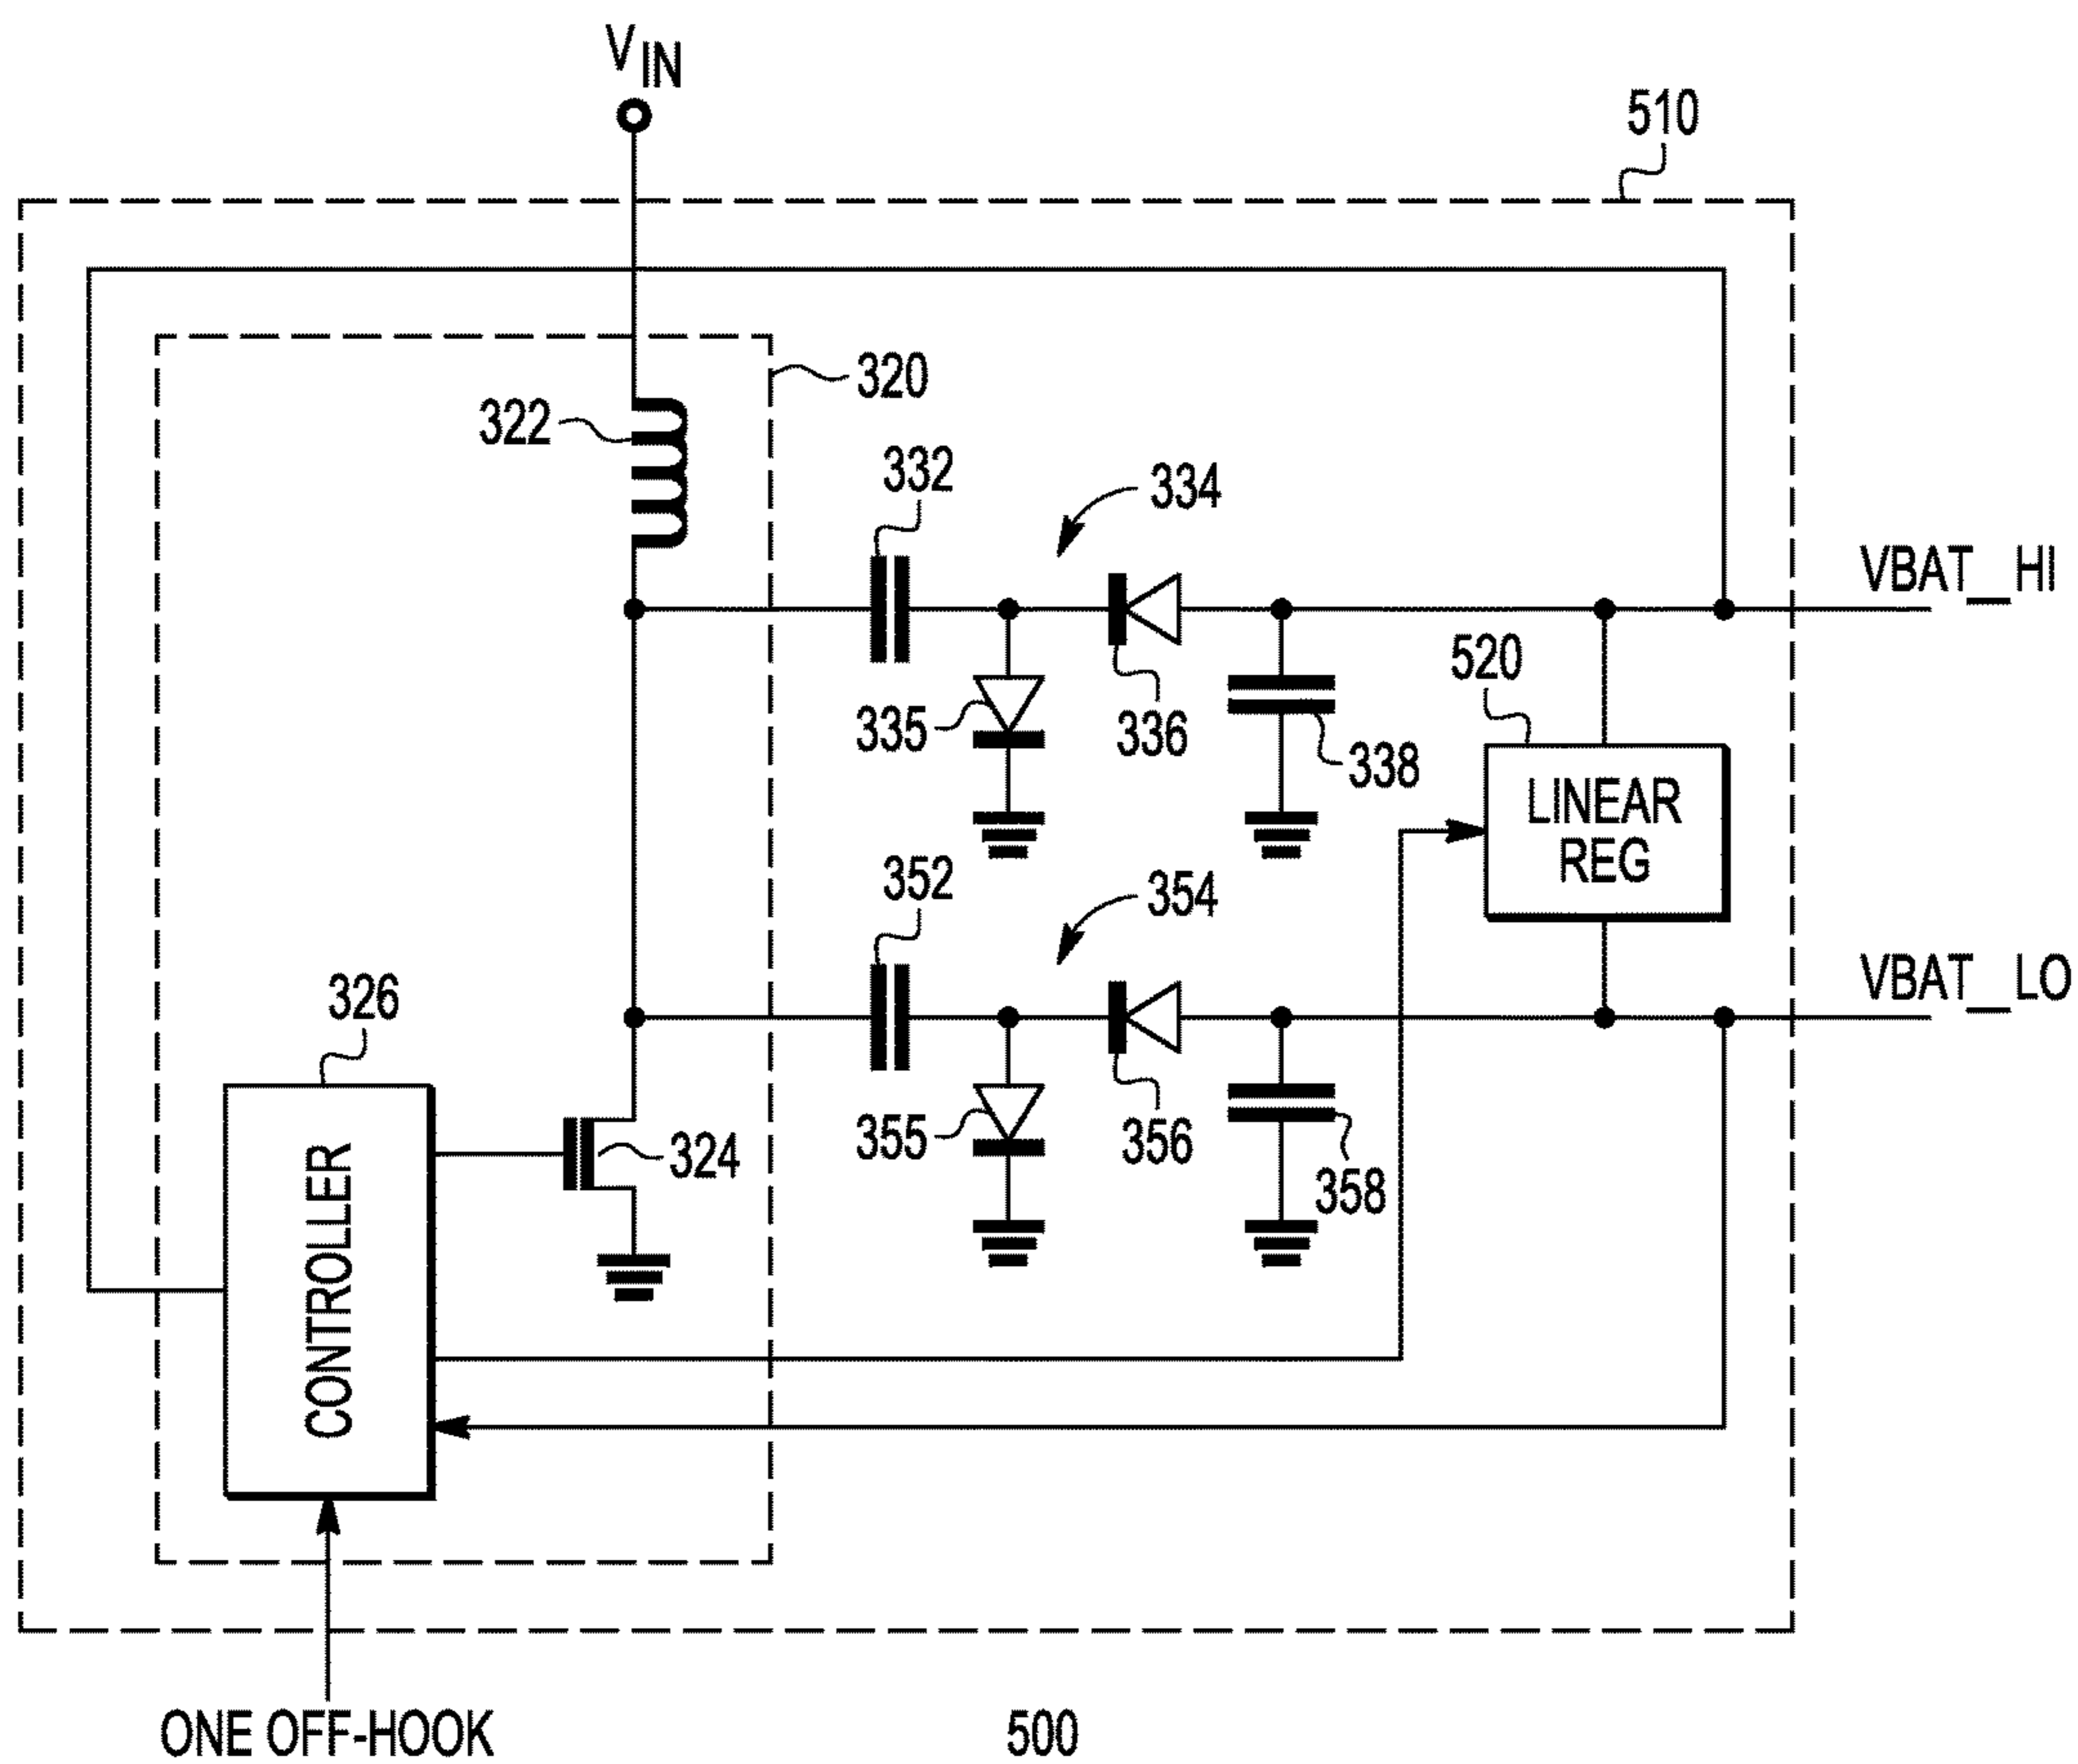 VIN
510
320
322
332
334
VBAT_HI
520
335
336
338
LINEAR
REG
352
354
VBAT_LO
326
355
356
324
358
CONTROLLER
ONE OFF-HOOK
500